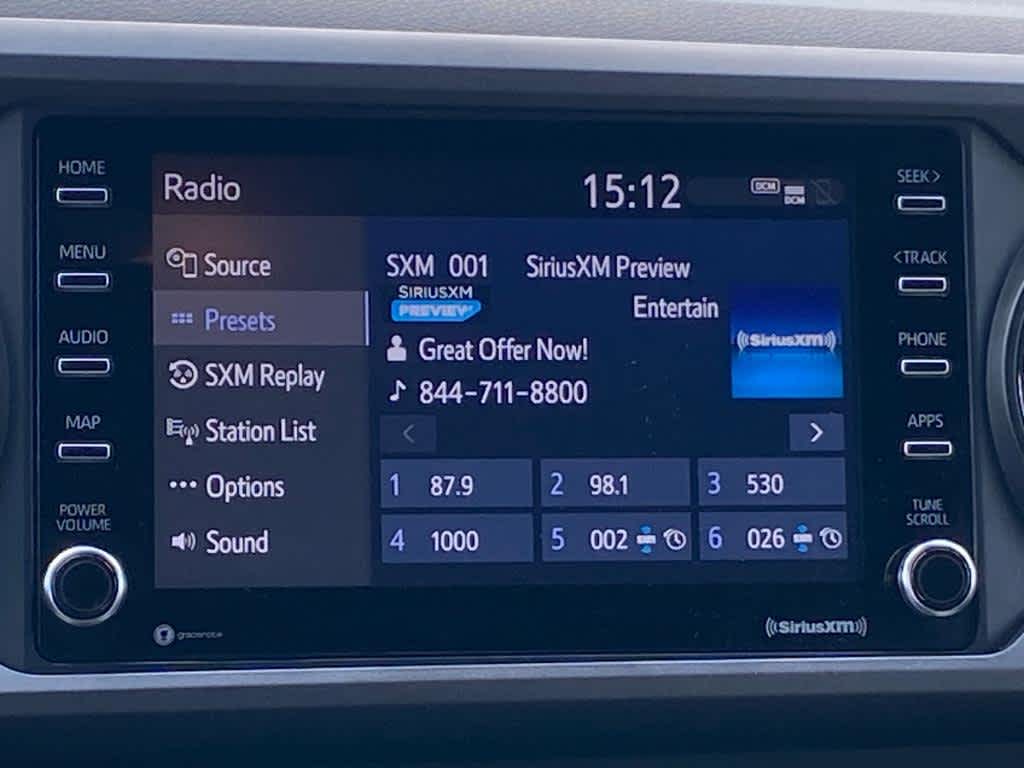 HOME
MENU
AUDIO
MAP
POWER
VOLUME
Radio
15:12
DCM
DCM
Source
Presets
SXM Replay
Station List
Options
Sound
SXM 001 SiriusXM Preview
SIRIUSXM
PREVIEW
Entertain
((SiriusXM))
Great Offer Now!
844-711-8800
< >
1 87.9
2 98.1
3 530
4 1000
5 002
6 026
gracenote
((SiriusXM))
SEEK >
< TRACK
PHONE
APPS
TUNE
SCROLL